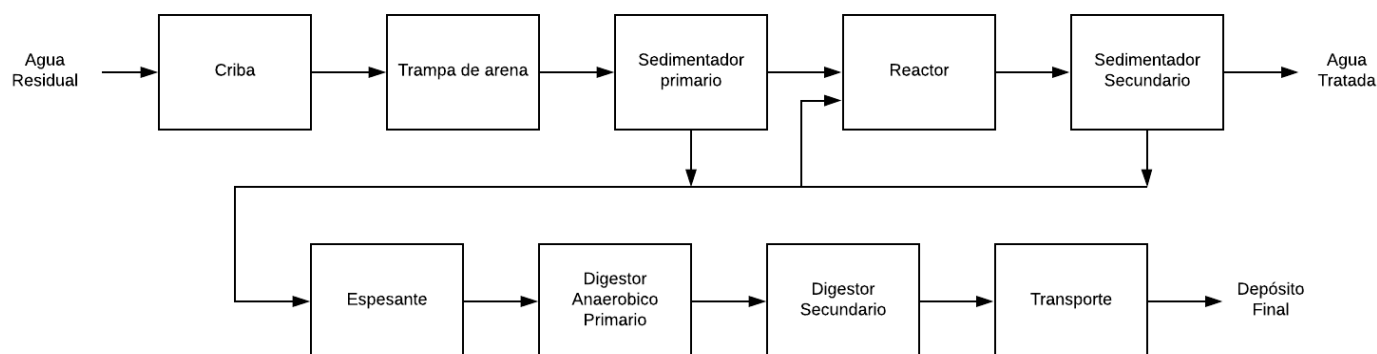 Agua
Residual
Criba
Trampa de arena
Sedimentador
primario
Reactor
Sedimentador
Secundario
Agua
Tratada
Espesante
Digestor
Anaerobico
Primario
Digestor
Secundario
Transporte
Depósito
Final